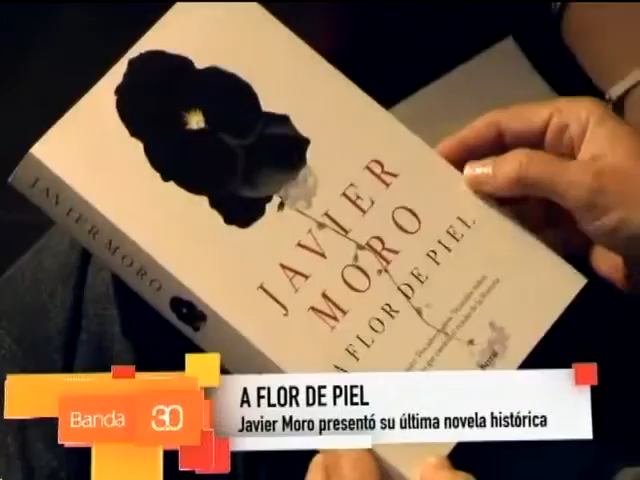 JAVIER
MORO
A FLOR DE PIEL
JAVIER MORO
Banda 30
A FLOR DE PIEL
Javier Moro presentó su última novela histórica